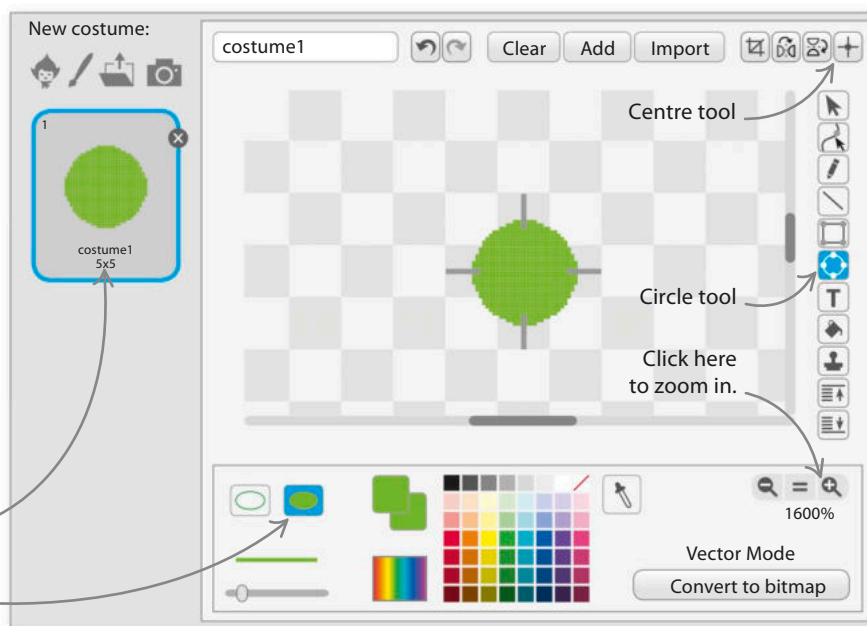 New costume:
costume1
Clear
Add
Import
Centre tool
1
costume1
5x5
Circle tool
T
Click here
to zoom in.
1600%
Vector Mode
Convert to bitmap